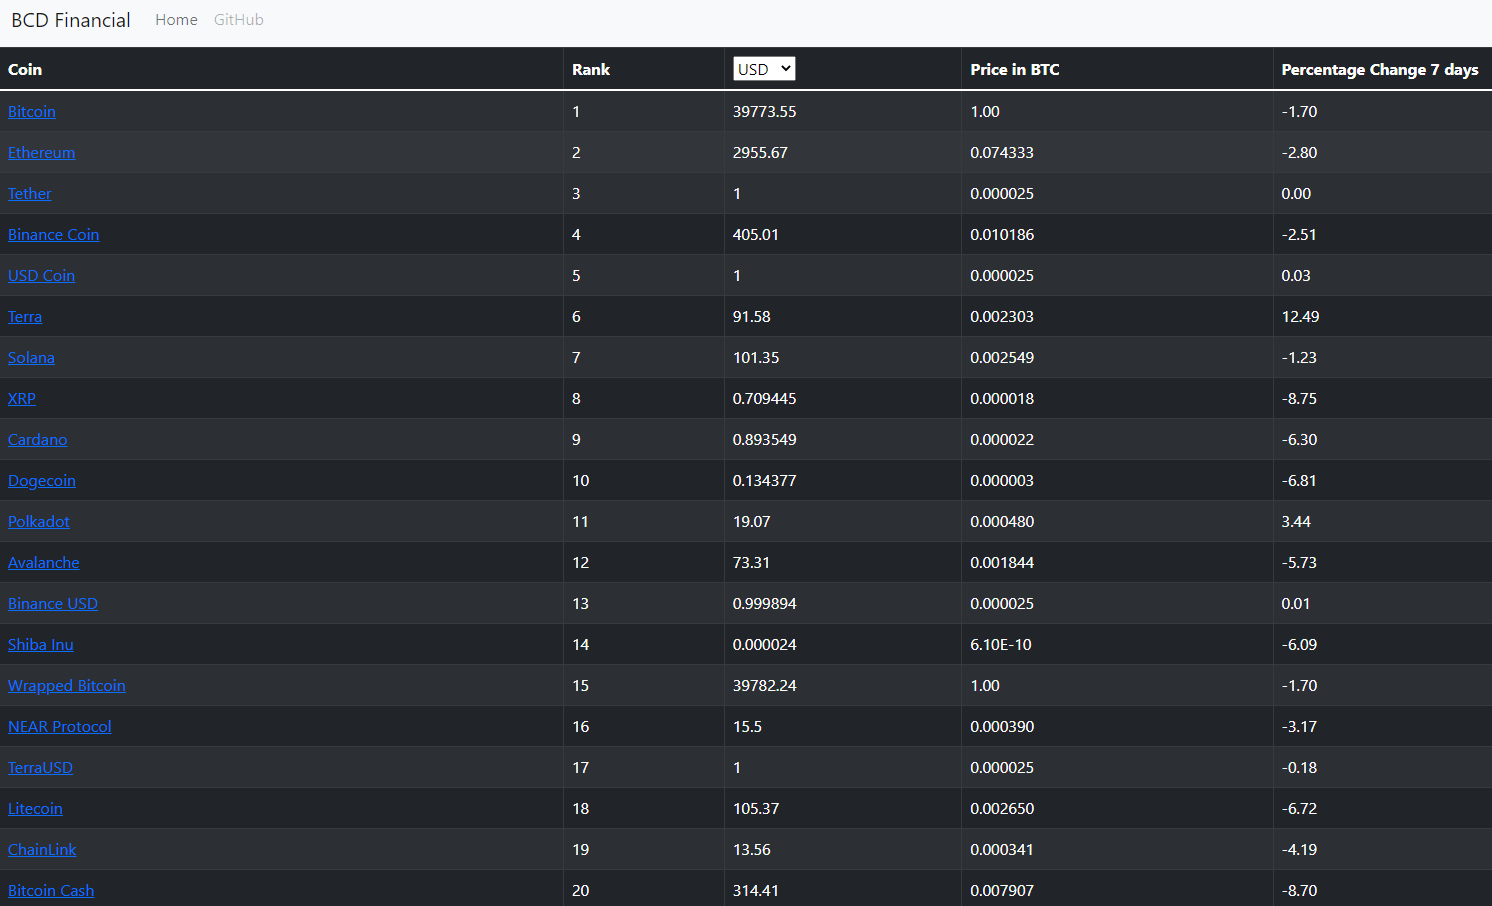 BCD Financial Home GitHub
Coin Rank USD Price in BTC Percentage Change 7 days
Bitcoin 1 39773.55 1.00 -1.70
Ethereum 2 2955.67 0.074333 -2.80
Tether 3 1 0.000025 0.00
Binance Coin 4 405.01 0.010186 -2.51
USD Coin 5 1 0.000025 0.03
Terra 6 91.58 0.002303 12.49
Solana 7 101.35 0.002549 -1.23
XRP 8 0.709445 0.000018 -8.75
Cardano 9 0.893549 0.000022 -6.30
Dogecoin 10 0.134377 0.000003 -6.81
Polkadot 11 19.07 0.000480 3.44
Avalanche 12 73.31 0.001844 -5.73
Binance USD 13 0.999894 0.000025 0.01
Shiba Inu 14 0.000024 6.10E-10 -6.09
Wrapped Bitcoin 15 39782.24 1.00 -1.70
NEAR Protocol 16 15.5 0.000390 -3.17
TerraUSD 17 1 0.000025 -0.18
Litecoin 18 105.37 0.002650 -6.72
ChainLink 19 13.56 0.000341 -4.19
Bitcoin Cash 20 314.41 0.007907 -8.70